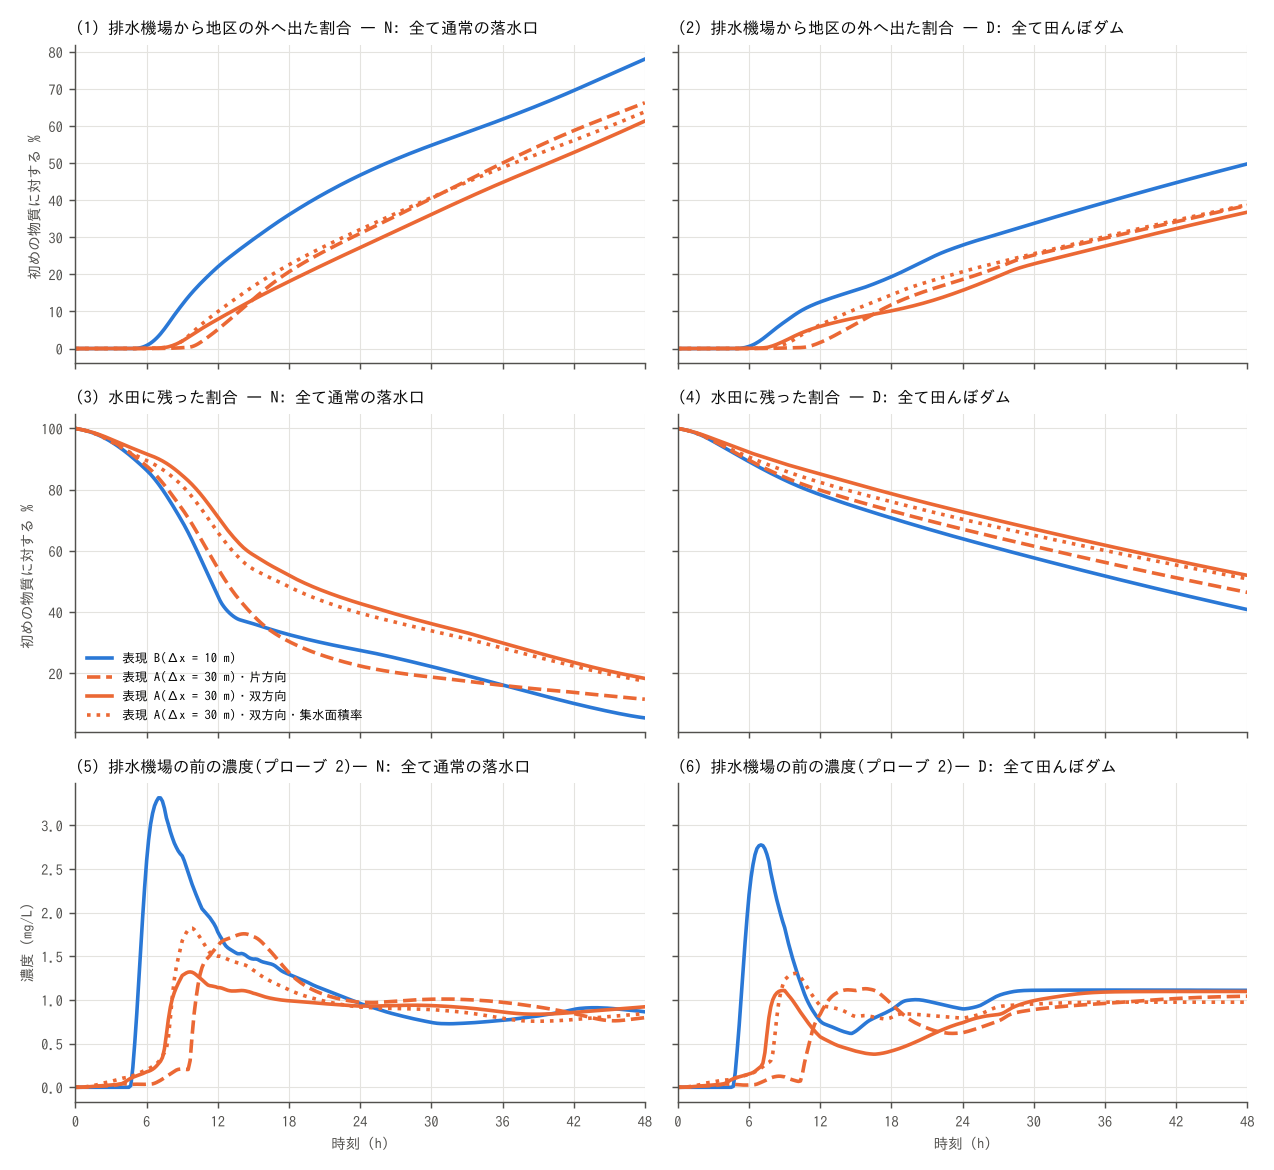 (1) 排水機場から地区の外へ出た割合 — N: 全て通常の落水口
(2) 排水機場から地区の外へ出た割合 — D: 全て田んぼダム
初めの物質に対する %
80
70
60
50
40
30
20
10
0
(3) 水田に残った割合 — N: 全て通常の落水口
(4) 水田に残った割合 — D: 全て田んぼダム
初めの物質に対する %
100
80
60
40
20
表現 B(Δx = 10 m)
表現 A(Δx = 30 m)・片方向
表現 A(Δx = 30 m)・双方向
表現 A(Δx = 30 m)・双方向・集水面積率
(5) 排水機場の前の濃度(プローブ 2)— N: 全て通常の落水口
(6) 排水機場の前の濃度(プローブ 2)— D: 全て田んぼダム
濃度 (mg/L)
3.0
2.5
2.0
1.5
1.0
0.5
0.0
0 6 12 18 24 30 36 42 48
0 6 12 18 24 30 36 42 48
時刻 (h)
時刻 (h)